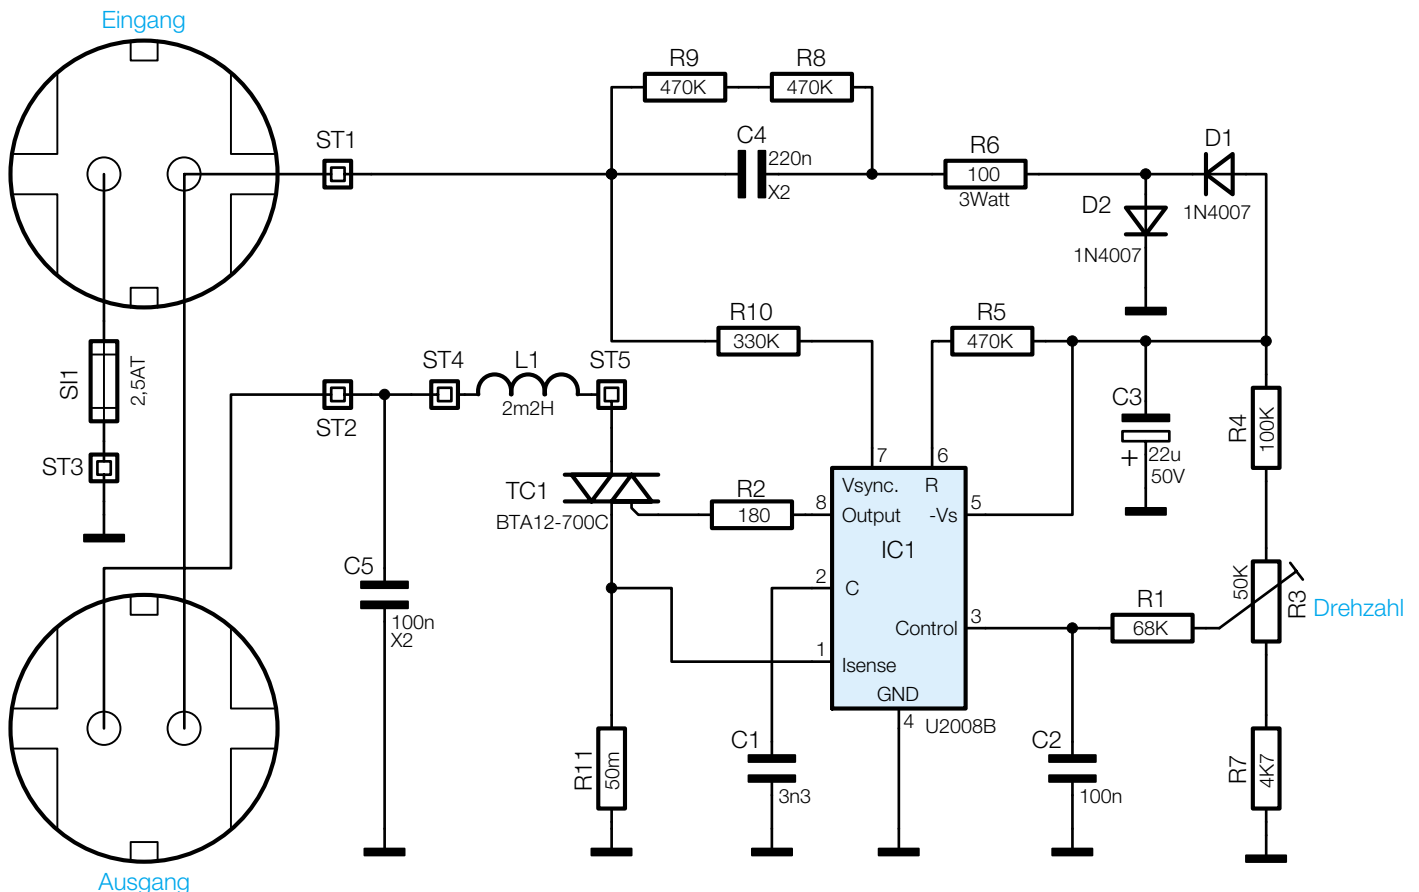 Eingang
R9
470K
R8
470K
ST1
C4
220n
X2
R6
100
3Watt
D1
1N4007
D2
1N4007
R10
330K
R5
470K
SI1
2,5AT
ST3
ST2
ST4
L1
2m2H
ST5
C3
+
22u
50V
R4
100K
TC1
BTA12-700C
R2
180
7
6
Vsync.
R
8
Output
-Vs
5
IC1
2
C
Control
3
1
Isense
GND
4
U2008B
C5
100n
X2
R1
68K
50K
R3
Drehzahl
R11
50m
C1
3n3
C2
100n
R7
4K7
Ausgang